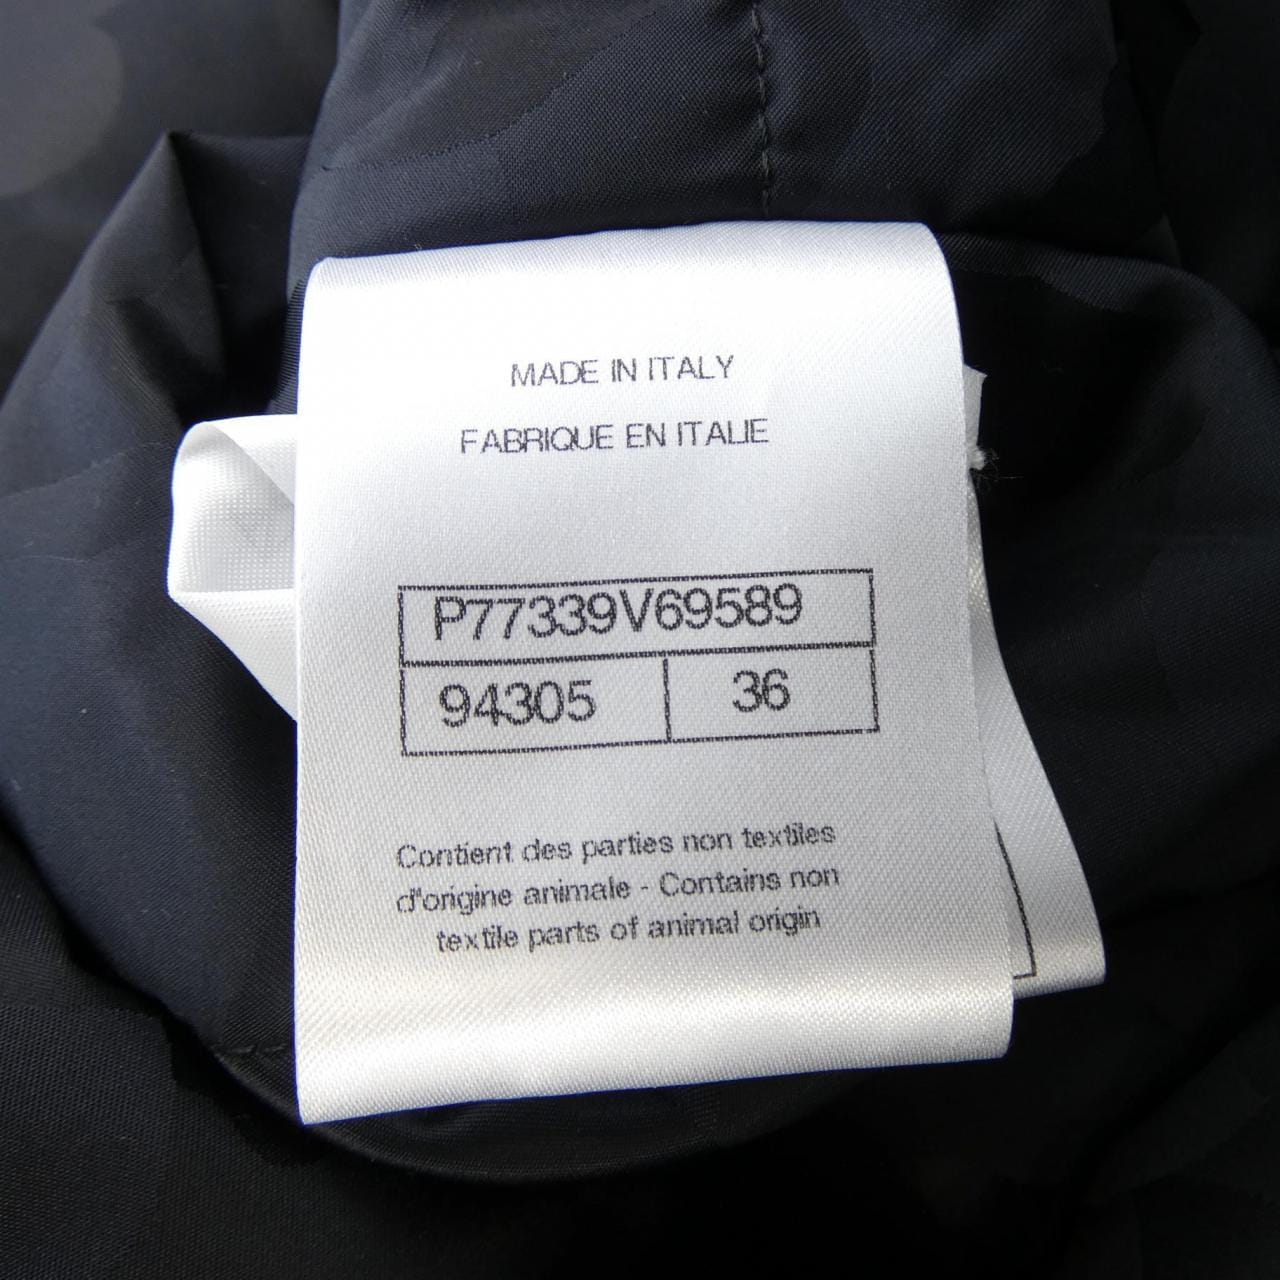 MADE IN ITALY
FABRIQUE EN ITALIE
P77339V69589
94305 36
Contient des parties non textiles
d'origine animale - Contains non
textile parts of animal origin